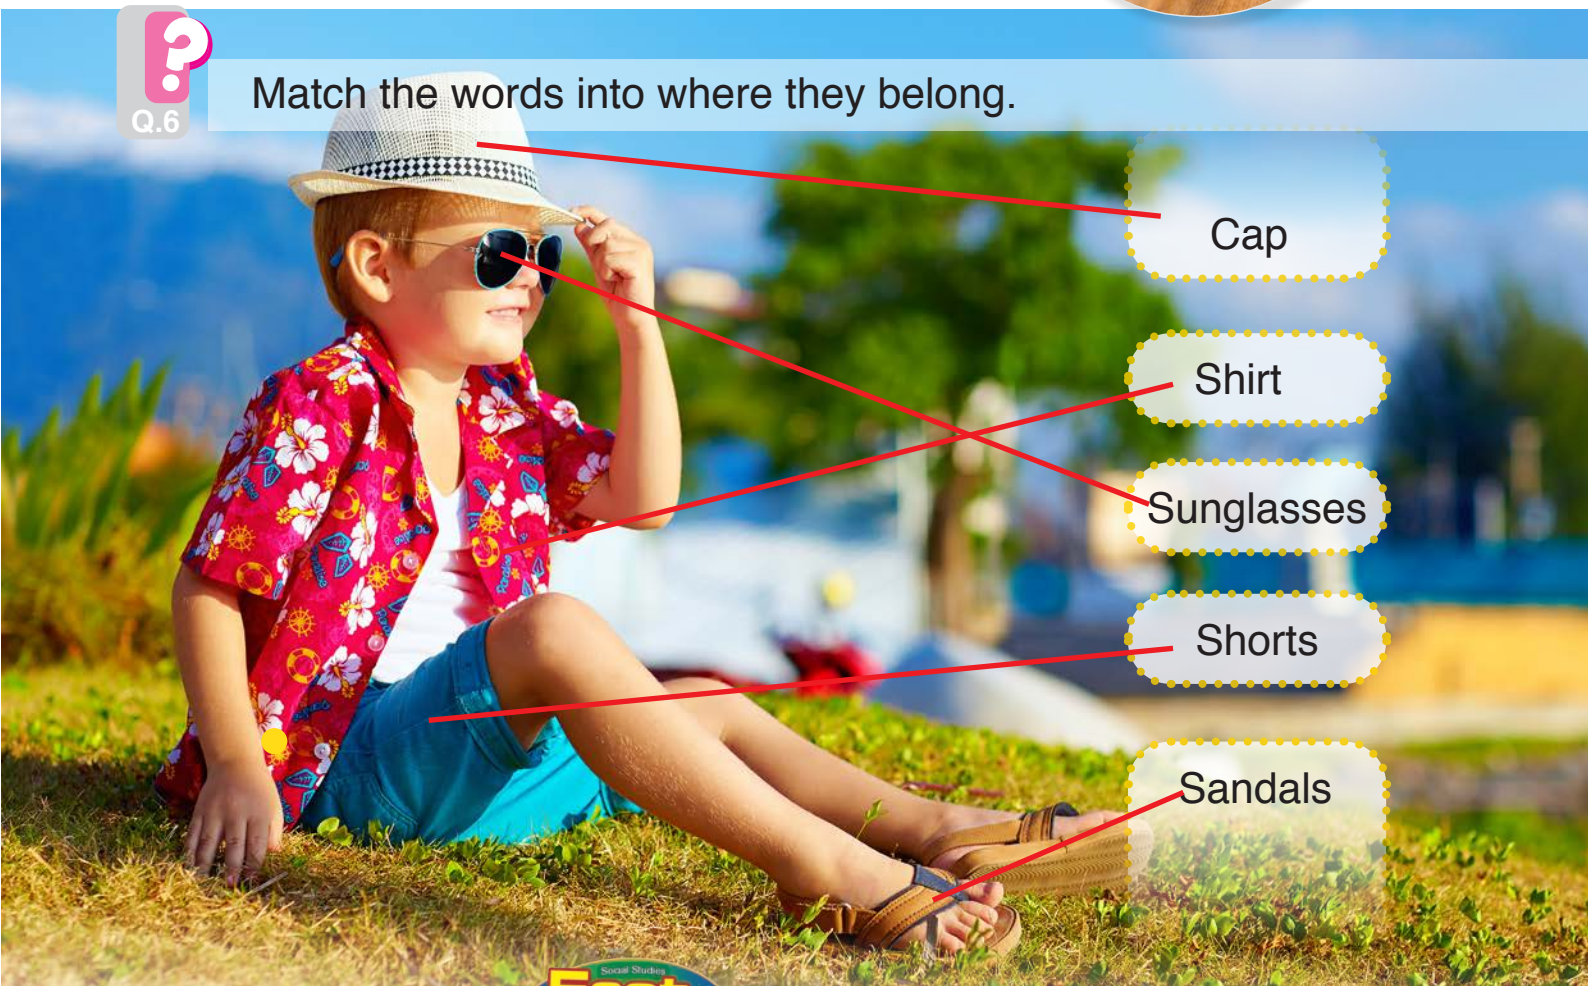 Q.6
Match the words into where they belong.
Cap
Shirt
Sunglasses
Shorts
Sandals
Social Studies